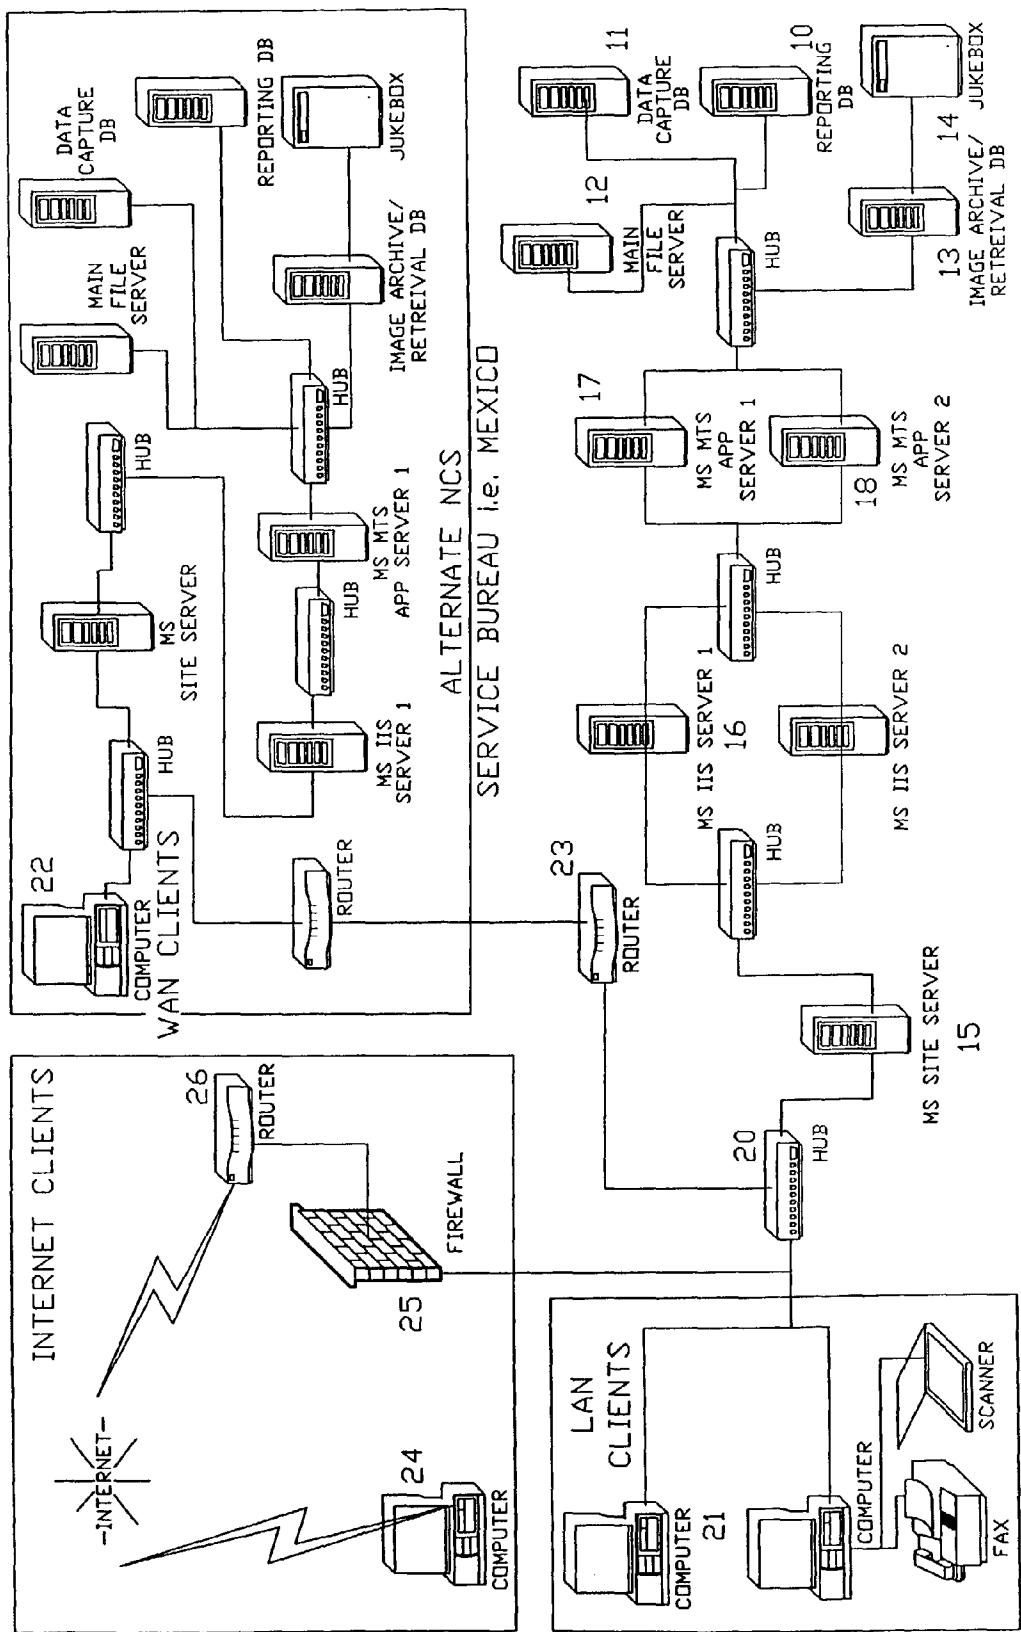 INTERNET CLIENTS
-INTERNET-
26
ROUTER
24
COMPUTER
25
FIREWALL
22
COMPUTER
WAN CLIENTS
HUB
MS
SITE SERVER
HUB
MAIN
FILE
SERVER
DATA
CAPTURE
DB
REPORTING DB
JUKEBOX
IMAGE ARCHIVE/
RETREIVAL DB
HUB
MS MTS
APP SERVER 1
HUB
MS IIS
SERVER 1
ROUTER
ALTERNATE NCS
SERVICE BUREAU i.e. MEXICO
LAN
CLIENTS
COMPUTER
21
COMPUTER
FAX
SCANNER
20
HUB
23
ROUTER
MS SITE SERVER
15
HUB
MS IIS SERVER 1
16
MS IIS SERVER 2
HUB
17
MS MTS
APP
SERVER 1
18
MS MTS
APP
SERVER 2
HUB
12
MAIN
FILE
SERVER
11
DATA
CAPTURE
DB
10
REPORTING
DB
13
IMAGE ARCHIVE/
RETREIVAL DB
14
JUKEBOX